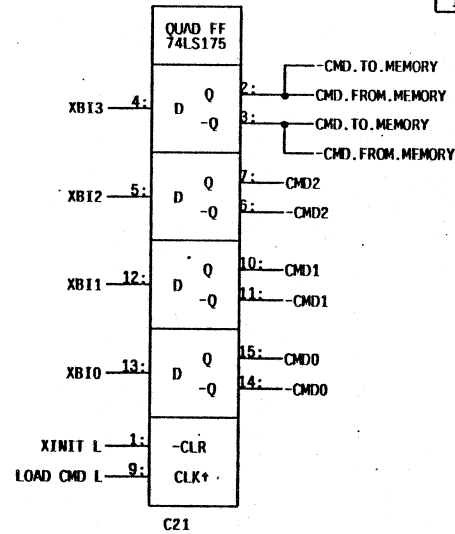 QUAD FF
74LS175
-CMD.TO.MEMORY
XBI3 4: D Q 2: CMD.FROM.MEMORY
-Q 3: CMD.TO.MEMORY
-CMD.FROM.MEMORY
XBI2 5: D Q 7: CMD2
-Q 6: -CMD2
XBI1 12: D Q 10: CMD1
-Q 11: -CMD1
XBI0 13: D Q 15: CMD0
-Q 14: -CMD0
XINIT L 1: -CLR
LOAD CMD L 9: CLK↑
C21